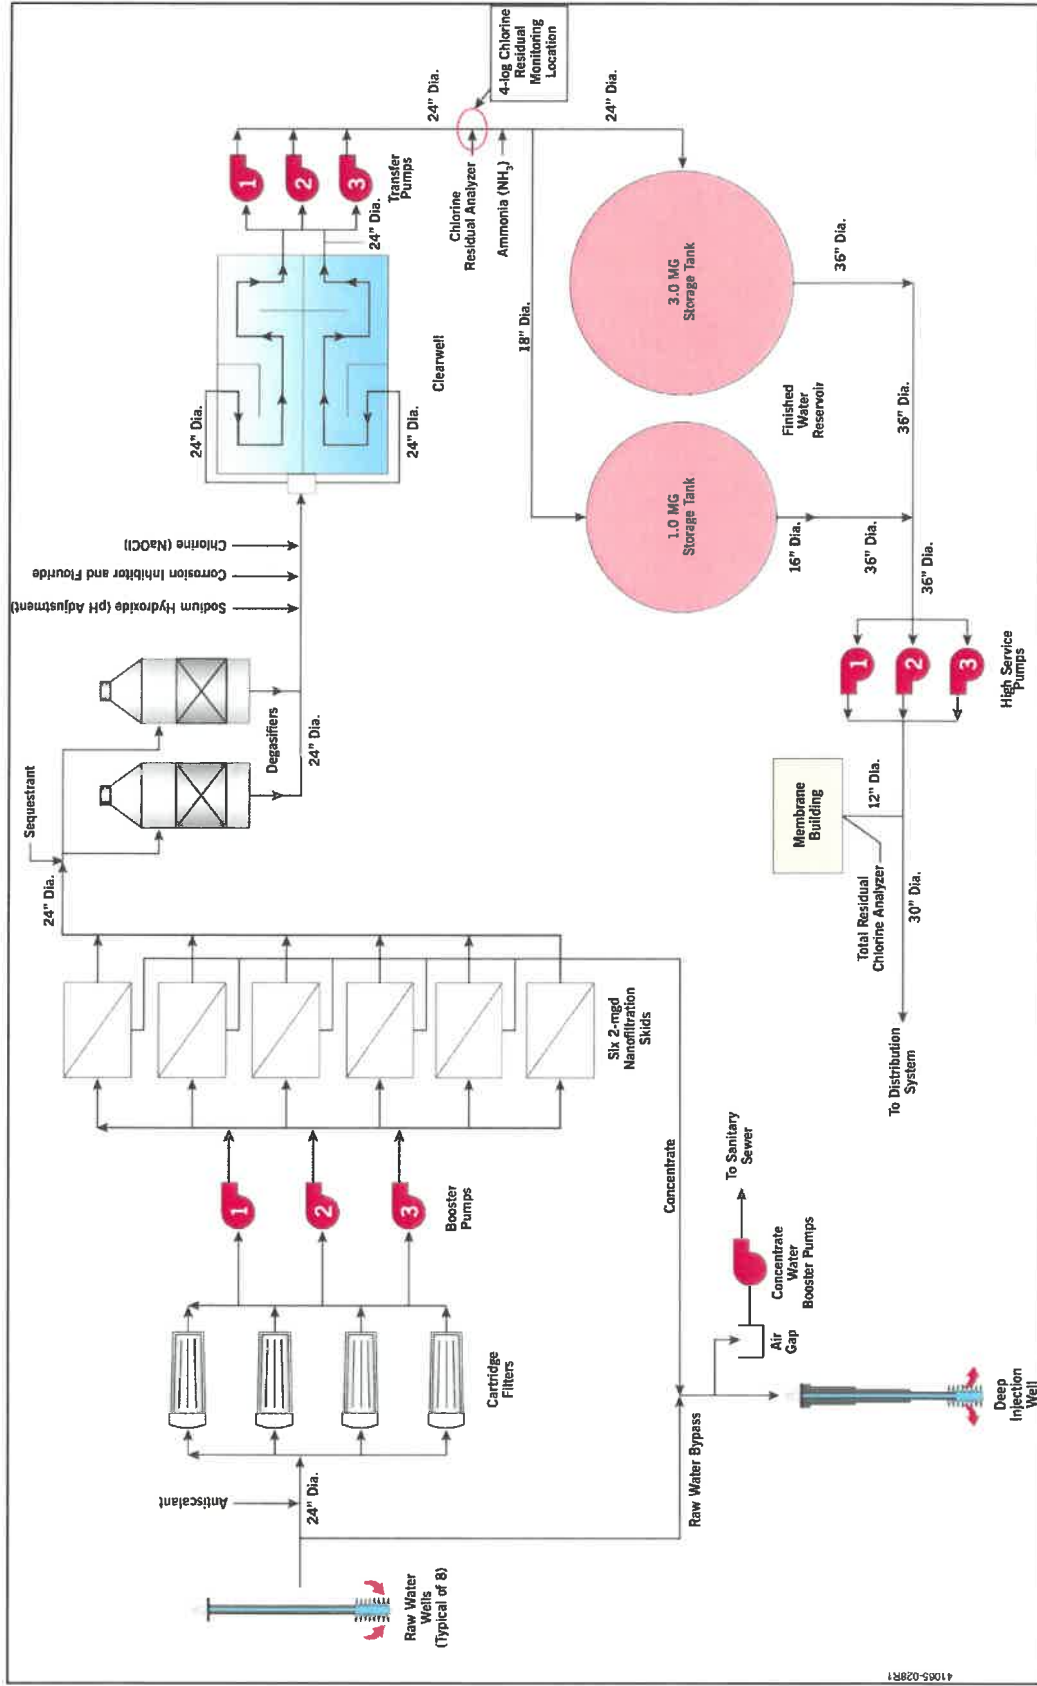 Raw Water
Wells
(Typical of 8)
Antiscalant
24" Dia.
Cartridge
Filters
1
2
3
Booster
Pumps
Six 2-mgd
Nanofiltration
Skids
24" Dia.
Sequestrant
Degasifiers
24" Dia.
Sodium Hydroxide (pH Adjustment)
Corrosion Inhibitor and Flouride
Chlorine (NaOCl)
24" Dia.
24" Dia.
Clearwell
24" Dia.
1
2
3
Transfer
Pumps
24" Dia.
4-log Chlorine
Residual
Monitoring
Location
Chlorine
Residual Analyzer
Ammonia (NH3)
24" Dia.
18" Dia.
3.0 MG
Storage Tank
1.0 MG
Storage Tank
Finished
Water
Reservoir
36" Dia.
36" Dia.
16" Dia.
36" Dia.
36" Dia.
1
2
3
High Service
Pumps
Membrane
Building
12" Dia.
Total Residual
Chlorine Analyzer
30" Dia.
To Distribution
System
Concentrate
Raw Water Bypass
To Sanitary
Sewer
Concentrate
Water
Booster Pumps
Air
Gap
Deep
Injection
Well
41065-028R1